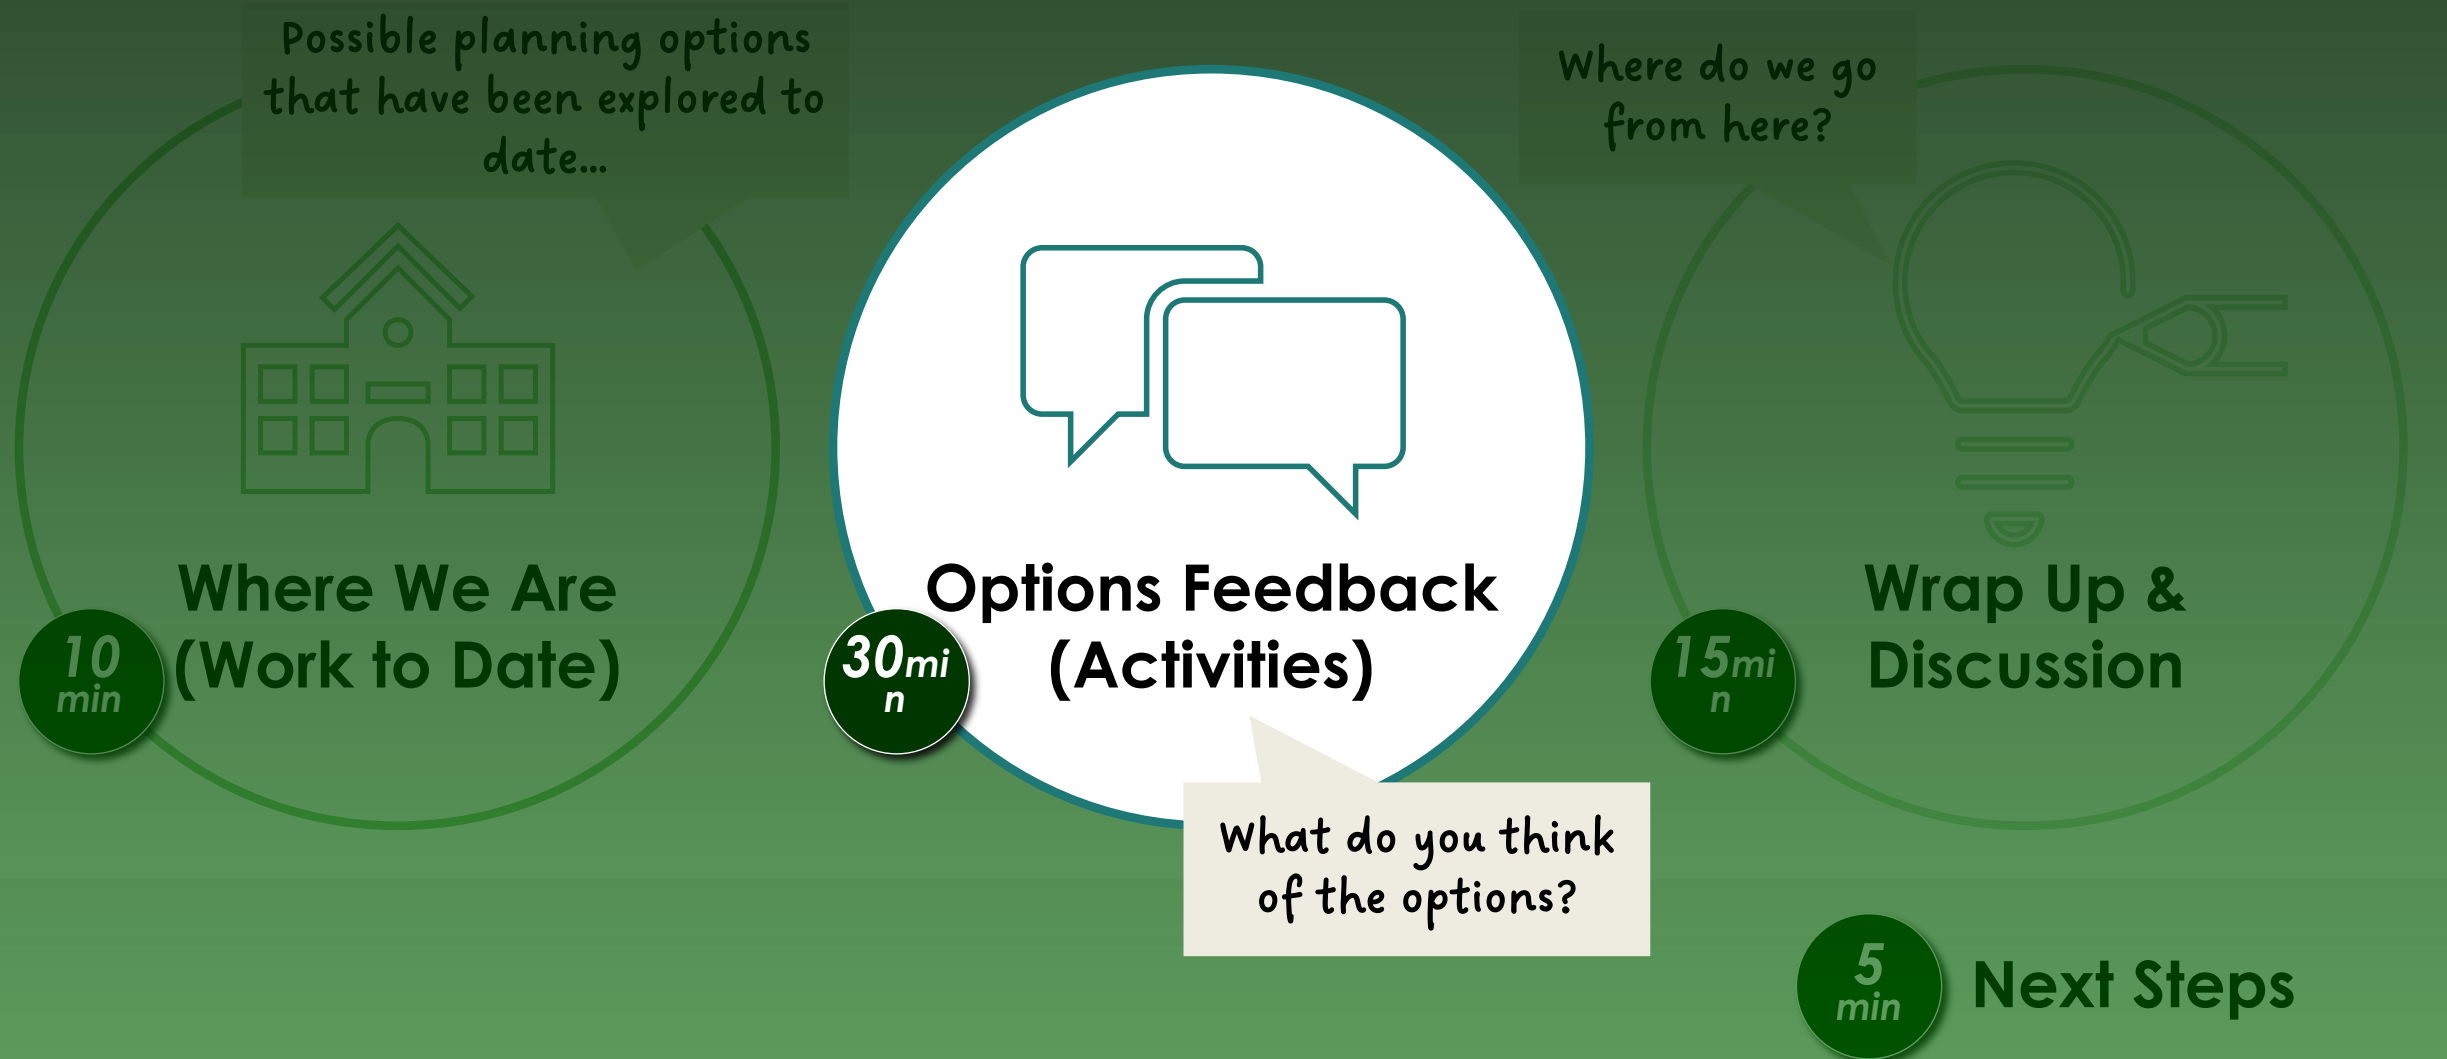 Possible planning options
that have been explored to
date...
Where We Are
(Work to Date)
10
min
Options Feedback
(Activities)
30mi
n
What do you think
of the options?
Where do we go
from here?
Wrap Up &
Discussion
15mi
n
5
min
Next Steps